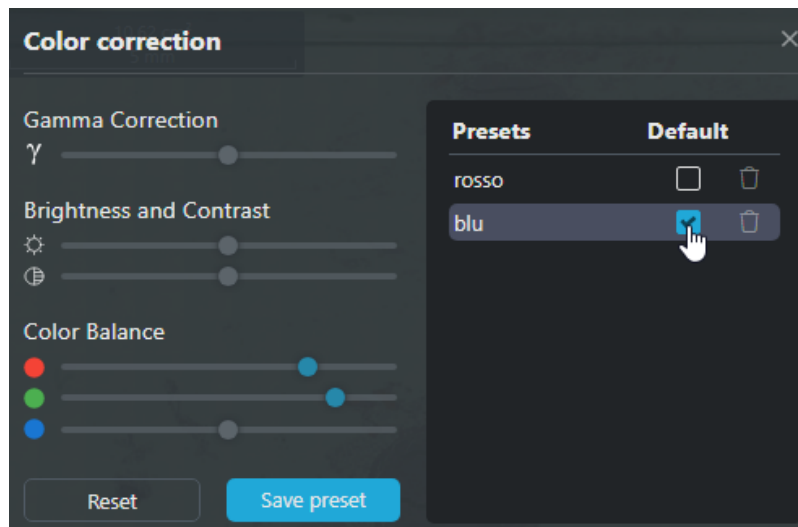 Color correction
Gamma Correction
γ
Brightness and Contrast
Color Balance
Reset
Save preset
Presets Default
rosso
blu